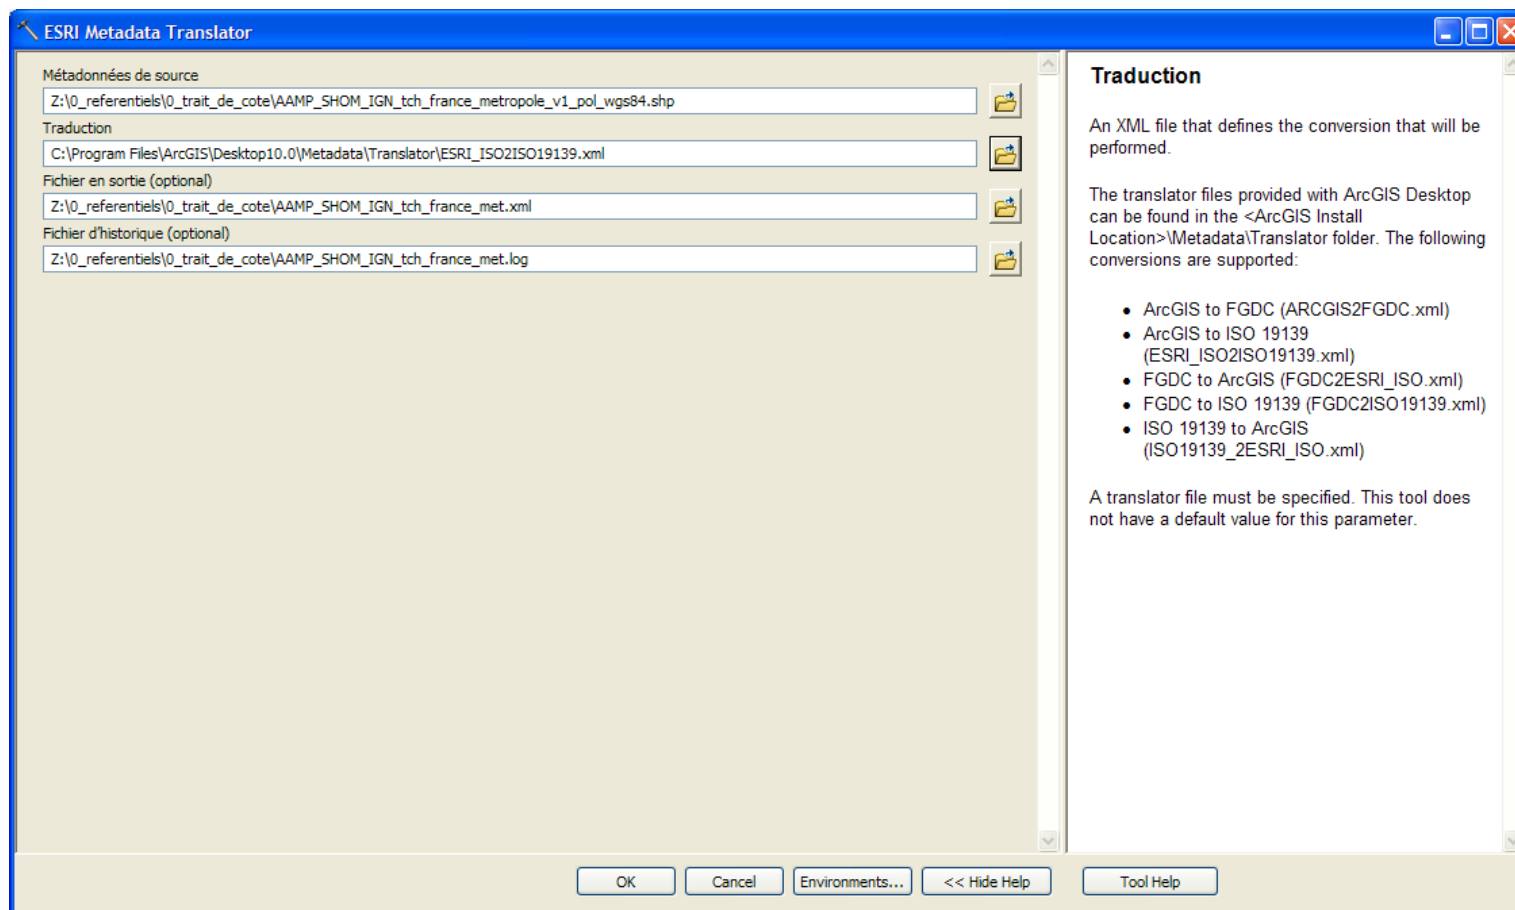 ESRI Metadata Translator
Métadonnées de source
Z:\0_referentiels\0_trait_de_cote\AAMP_SHOM_IGN_tch_france_metropole_v1_pol_wgs84.shp
Traduction
C:\Program Files\ArcGIS\Desktop10.0\Metadata\Translator\ESRI_ISO2ISO19139.xml
Fichier en sortie (optional)
Z:\0_referentiels\0_trait_de_cote\AAMP_SHOM_IGN_tch_france_met.xml
Fichier d'historique (optional)
Z:\0_referentiels\0_trait_de_cote\AAMP_SHOM_IGN_tch_france_met.log
Traduction
An XML file that defines the conversion that will be
performed.
The translator files provided with ArcGIS Desktop
can be found in the <ArcGIS Install
Location>\Metadata\Translator folder. The following
conversions are supported:
• ArcGIS to FGDC (ARCGIS2FGDC.xml)
• ArcGIS to ISO 19139
(ESRI_ISO2ISO19139.xml)
• FGDC to ArcGIS (FGDC2ESRI_ISO.xml)
• FGDC to ISO 19139 (FGDC2ISO19139.xml)
• ISO 19139 to ArcGIS
(ISO19139_2ESRI_ISO.xml)
A translator file must be specified. This tool does
not have a default value for this parameter.
OK
Cancel
Environments...
<< Hide Help
Tool Help